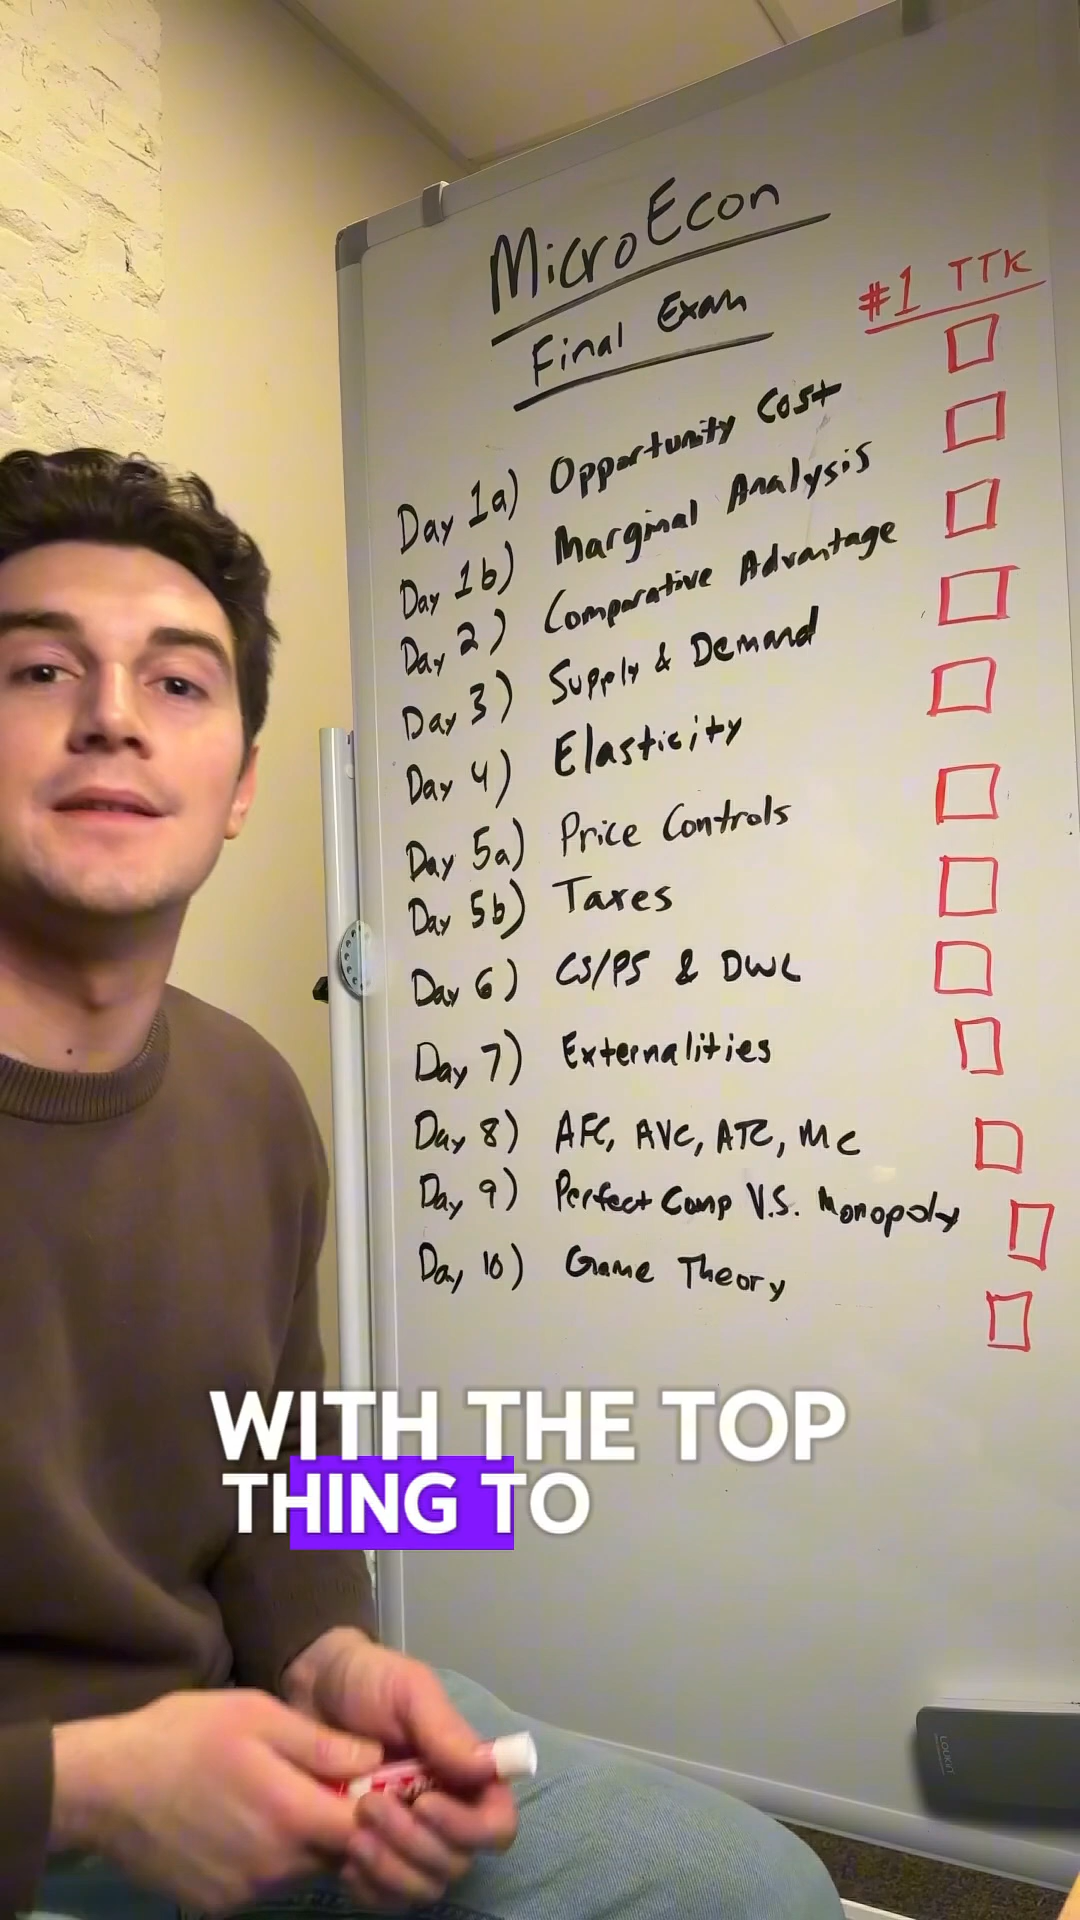 MicroEcon
Final Exam
#1 TTK
Day 1a) Opportunity Cost
Day 1b) Marginal Analysis
Day 2) Comparative Advantage
Day 3) Supply & Demand
Day 4) Elasticity
Day 5a) Price Controls
Day 5b) Taxes
Day 6) CS/PS & DWL
Day 7) Externalities
Day 8) AFC, AVC, ATC, MC
Day 9) Perfect Comp V.S. Monopoly
Day 10) Game Theory
WITH THE TOP
THING TO
LOUKIT